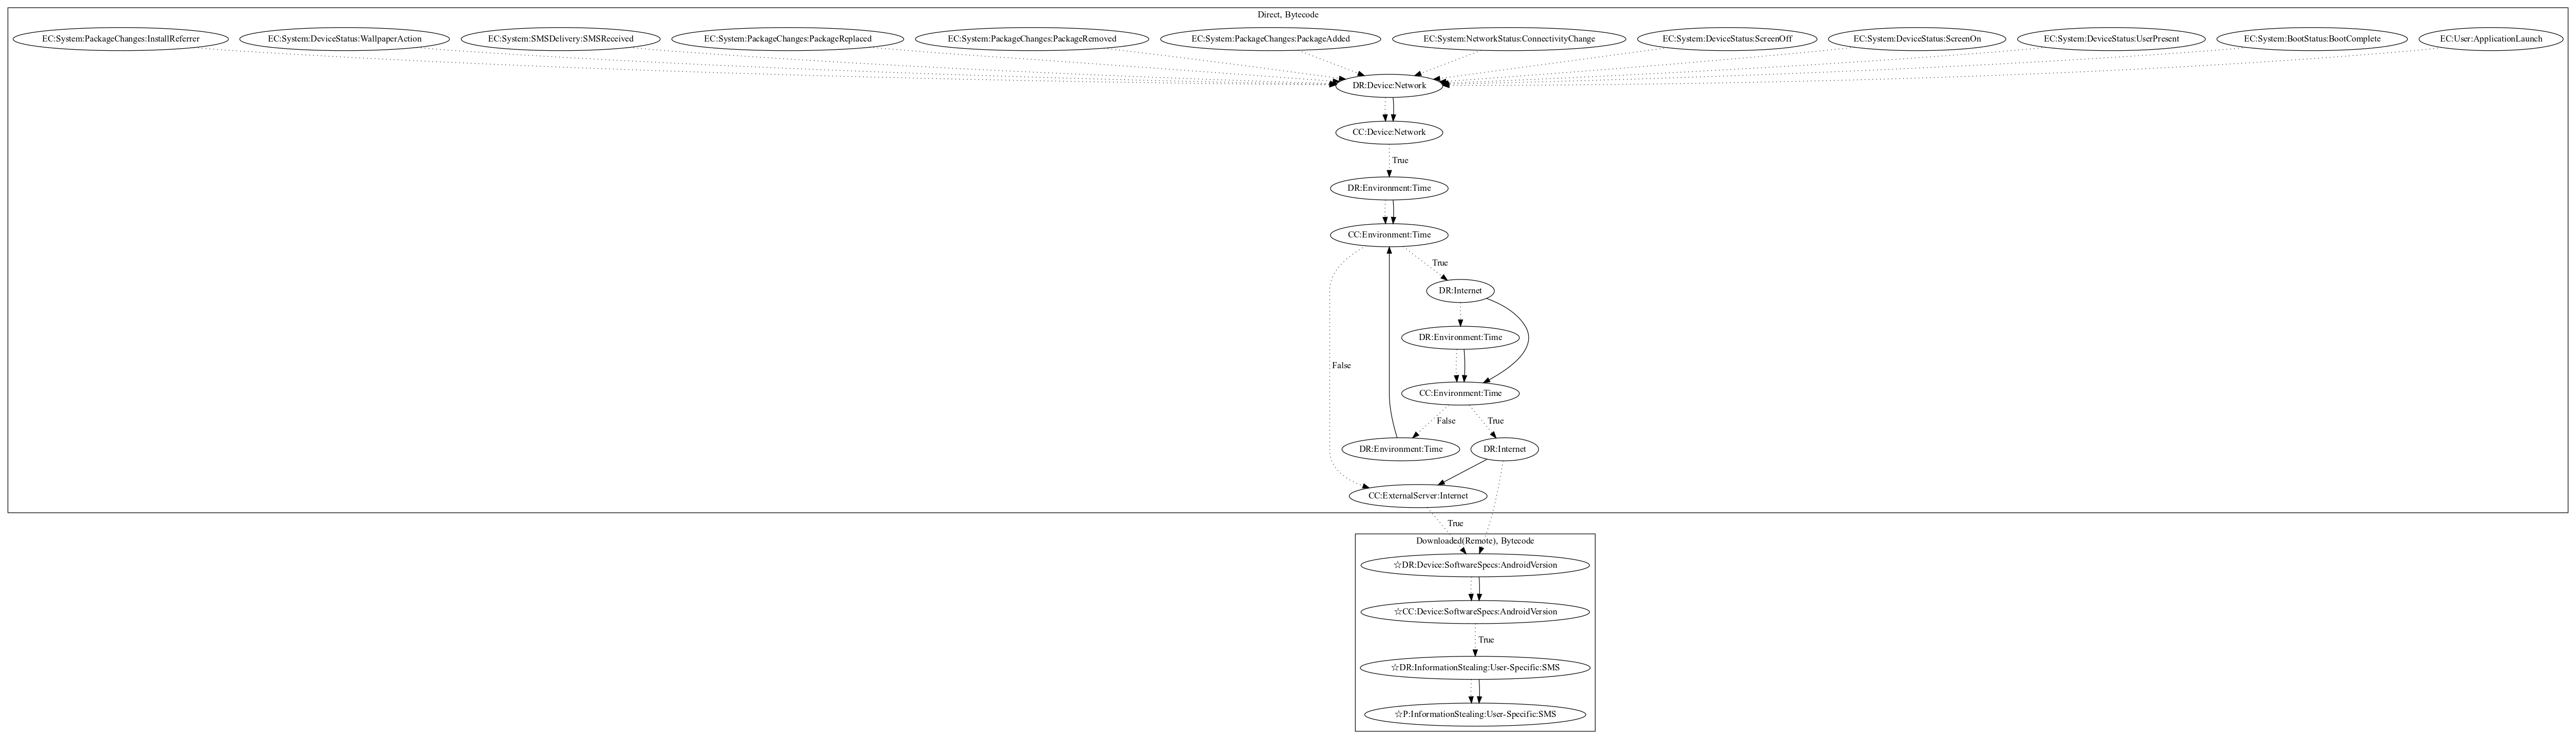 Direct, Bytecode
EC:System:PackageChanges:InstallReferrer
EC:System:DeviceStatus:WallpaperAction
EC:System:SMSDelivery:SMSReceived
EC:System:PackageChanges:PackageReplaced
EC:System:PackageChanges:PackageRemoved
EC:System:PackageChanges:PackageAdded
EC:System:NetworkStatus:ConnectivityChange
EC:System:DeviceStatus:ScreenOff
EC:System:DeviceStatus:ScreenOn
EC:System:DeviceStatus:UserPresent
EC:System:BootStatus:BootComplete
EC:User:ApplicationLaunch
DR:Device:Network
CC:Device:Network
True
DR:Environment:Time
CC:Environment:Time
True
DR:Internet
DR:Environment:Time
False
CC:Environment:Time
False
True
DR:Environment:Time
DR:Internet
CC:ExternalServer:Internet
True
Downloaded(Remote), Bytecode
☆DR:Device:SoftwareSpecs:AndroidVersion
☆CC:Device:SoftwareSpecs:AndroidVersion
True
☆DR:InformationStealing:User-Specific:SMS
☆P:InformationStealing:User-Specific:SMS